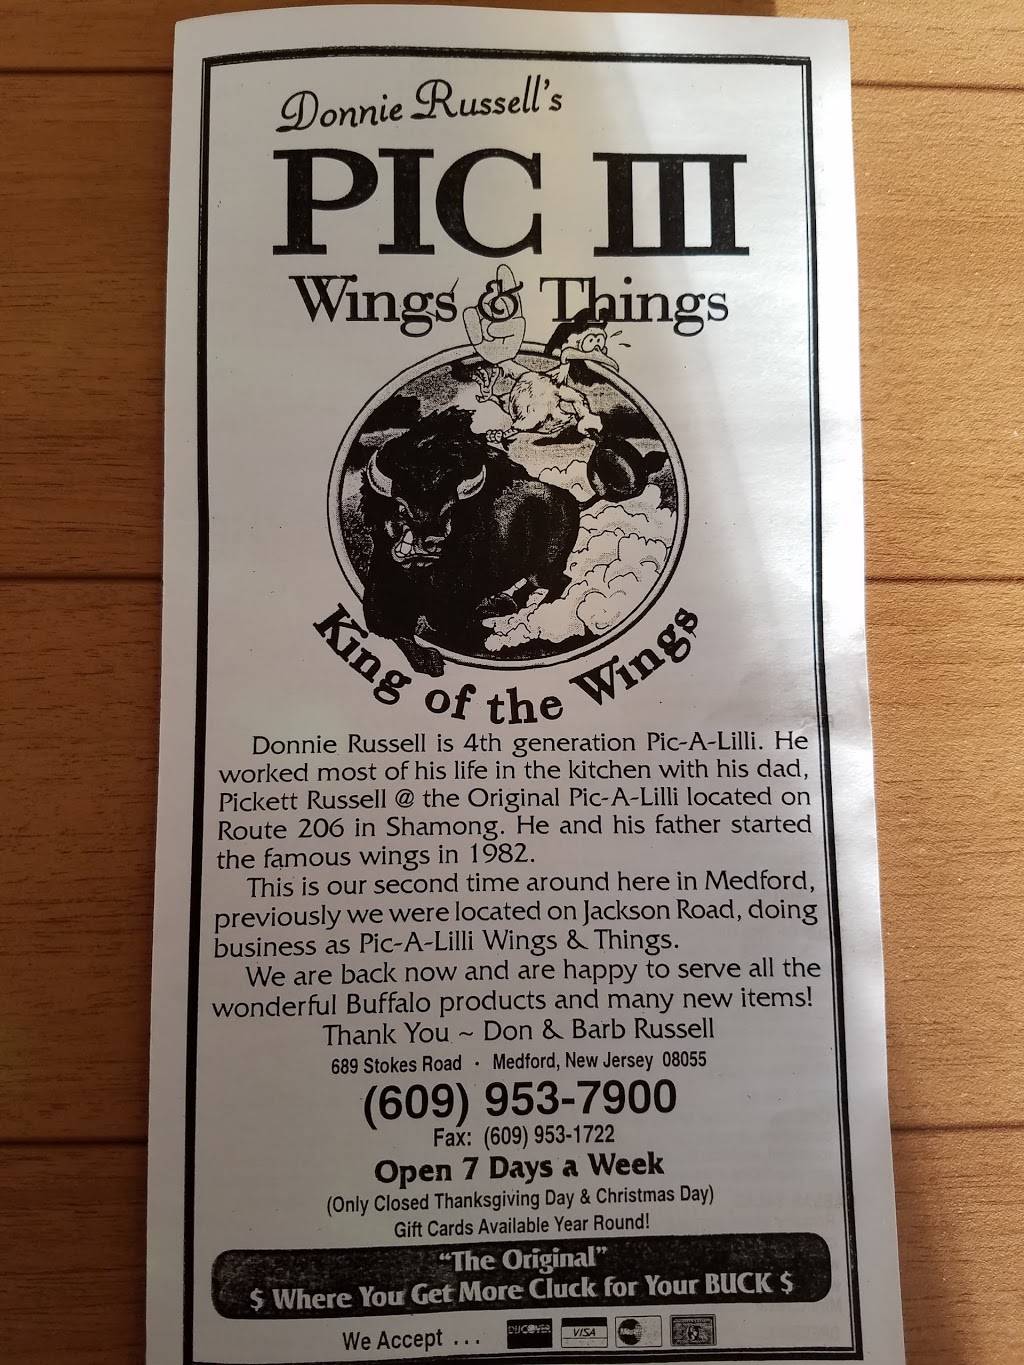 Donnie Russell's
PIC III
Wings & Things
King of the Wings
Donnie Russell is 4th generation Pic-A-Lilli. He
worked most of his life in the kitchen with his dad,
Pickett Russell @ the Original Pic-A-Lilli located on
Route 206 in Shamong. He and his father started
the famous wings in 1982.
This is our second time around here in Medford,
previously we were located on Jackson Road, doing
business as Pic-A-Lilli Wings & Things.
We are back now and are happy to serve all the
wonderful Buffalo products and many new items!
Thank You ~ Don & Barb Russell
689 Stokes Road · Medford, New Jersey 08055
(609) 953-7900
Fax: (609) 953-1722
Open 7 Days a Week
(Only Closed Thanksgiving Day & Christmas Day)
Gift Cards Available Year Round!
"The Original"
$ Where You Get More Cluck for Your BUCK $
We Accept ... DISCOVER VISA